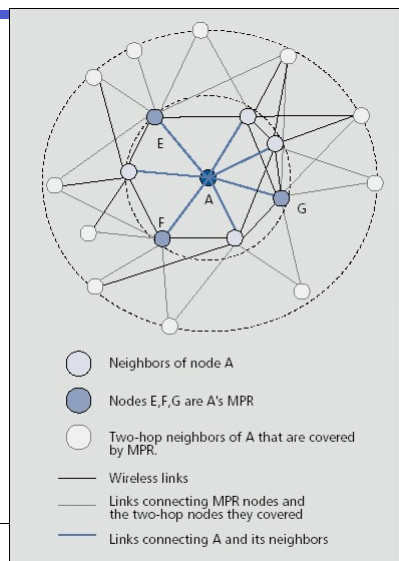 E
A
G
F
Neighbors of node A
Nodes E,F,G are A's MPR
Two-hop neighbors of A that are covered
by MPR.
Wireless links
Links connecting MPR nodes and
the two-hop nodes they covered
Links connecting A and its neighbors